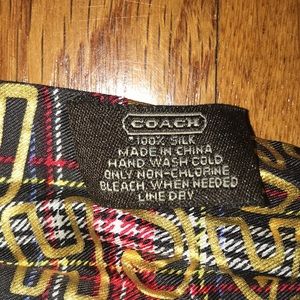 COACH
100% SILK
MADE IN CHINA
HAND WASH COLD
ONLY NON-CHLORINE
BLEACH, WHEN NEEDED
LINE DRY